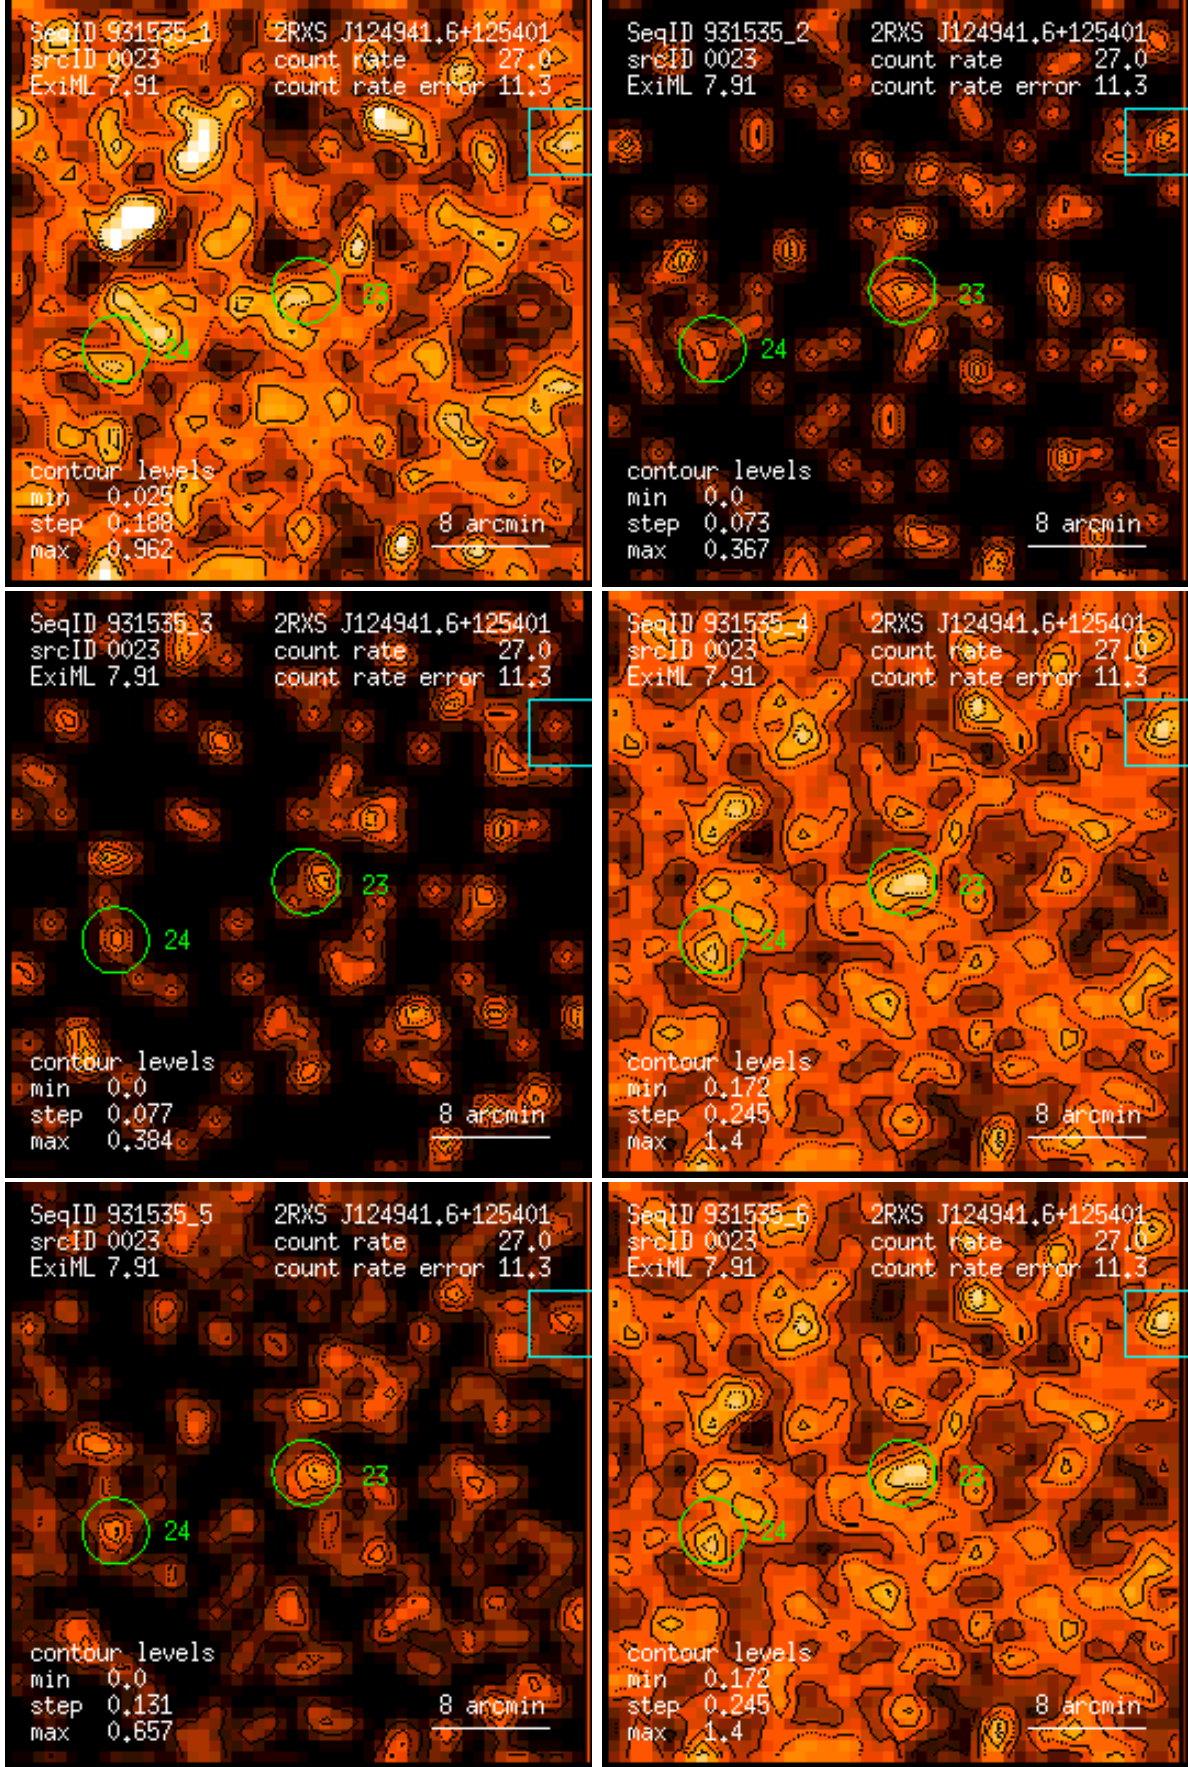 SeqID 931535_1 2RXS J124941.6+125401
srcID 0023 count rate 27.0
ExiML 7.91 count rate error 11.3
23
24
contour levels
min 0.025
step 0.188 8 arcmin
max 0.962
SeqID 931535_2 2RXS J124941.6+125401
srcID 0023 count rate 27.0
ExiML 7.91 count rate error 11.3
23
24
contour levels
min 0.0
step 0.073 8 arcmin
max 0.367
SeqID 931535_3 2RXS J124941.6+125401
srcID 0023 count rate 27.0
ExiML 7.91 count rate error 11.3
23
24
contour levels
min 0.0
step 0.077 8 arcmin
max 0.384
SeqID 931535_4 2RXS J124941.6+125401
srcID 0023 count rate 27.0
ExiML 7.91 count rate error 11.3
23
24
contour levels
min 0.172
step 0.245 8 arcmin
max 1.4
SeqID 931535_5 2RXS J124941.6+125401
srcID 0023 count rate 27.0
ExiML 7.91 count rate error 11.3
23
24
contour levels
min 0.0
step 0.131 8 arcmin
max 0.657
SeqID 931535_6 2RXS J124941.6+125401
srcID 0023 count rate 27.0
ExiML 7.91 count rate error 11.3
23
24
contour levels
min 0.172
step 0.245 8 arcmin
max 1.4